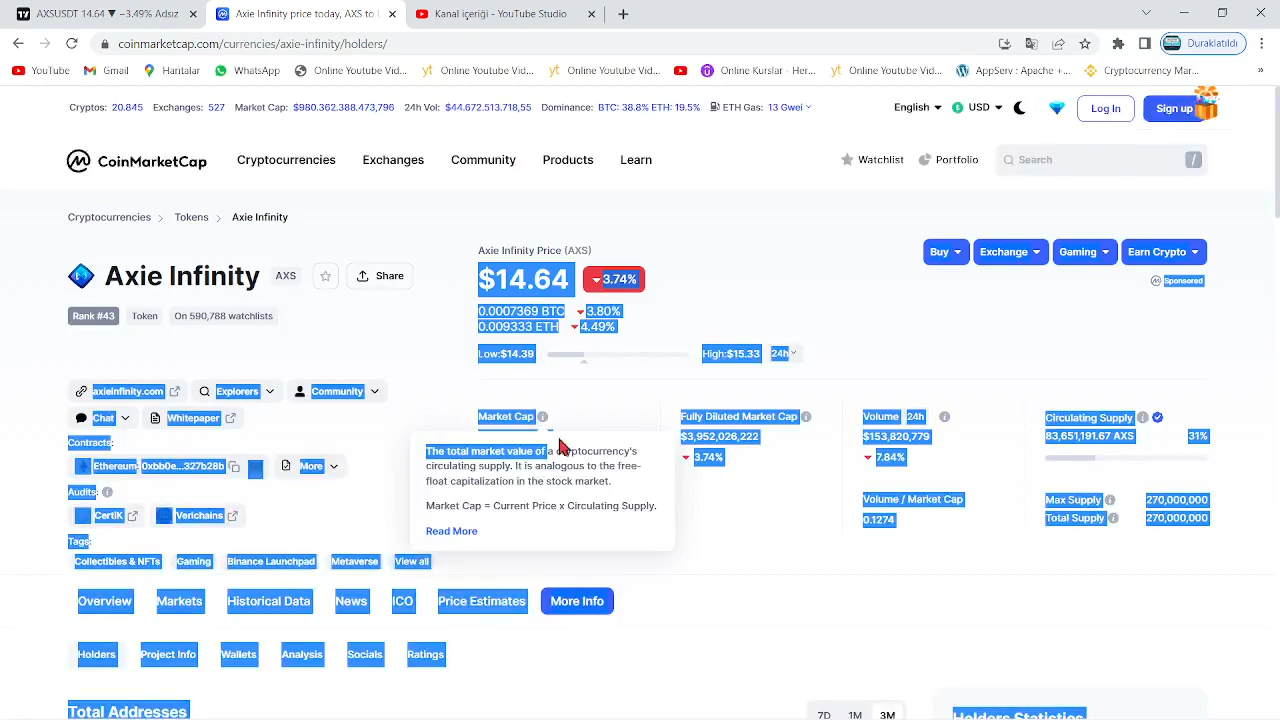 AXSUSDT 14.64 ▼ −3.49% Adsız
Axie Infinity price today, AXS to U
Kanal içeriği - YouTube Studio
coinmarketcap.com/currencies/axie-infinity/holders/
Duraklatıldı
YouTube
Gmail
Haritalar
WhatsApp
Online Youtube Vid...
Online Youtube Vid...
Online Youtube Vid...
Online Kurslar - Her...
Online Youtube Vid...
AppServ : Apache +...
Cryptocurrency Mar...
»
Cryptos: 20.845 Exchanges: 527 Market Cap: $980.362.388.473,796 24h Vol: $44.672.513.718,55 Dominance: BTC: 38.8% ETH: 19.5% ETH Gas: 13 Gwei
English USD Log In Sign up
CoinMarketCap Cryptocurrencies Exchanges Community Products Learn
Watchlist Portfolio Search /
Cryptocurrencies > Tokens > Axie Infinity
Axie Infinity AXS Share
Rank #43 Token On 590,788 watchlists
Axie Infinity Price (AXS)
$14.64 3.74%
0.0007369 BTC 3.80%
0.009333 ETH 4.49%
Low:$14.39 High:$15.33 24h
Buy Exchange Gaming Earn Crypto
Sponsored
axieinfinity.com Explorers Community
Chat Whitepaper
Contracts:
Ethereum 0xbb0e...327b28b More
Audits:
CertiK Verichains
Tags:
Collectibles & NFTs Gaming Binance Launchpad Metaverse View all
Market Cap
The total market value of a cryptocurrency's
circulating supply. It is analogous to the free-
float capitalization in the stock market.
Market Cap = Current Price x Circulating Supply.
Read More
Fully Diluted Market Cap
$3,952,026,222
3.74%
Volume 24h
$153,820,779
7.84%
Volume / Market Cap
0.1274
Circulating Supply
83,651,191.67 AXS 31%
Max Supply 270,000,000
Total Supply 270,000,000
Overview Markets Historical Data News ICO Price Estimates More Info
Holders Project Info Wallets Analysis Socials Ratings
Total Addresses
7D 1M 3M
Holders Statistics